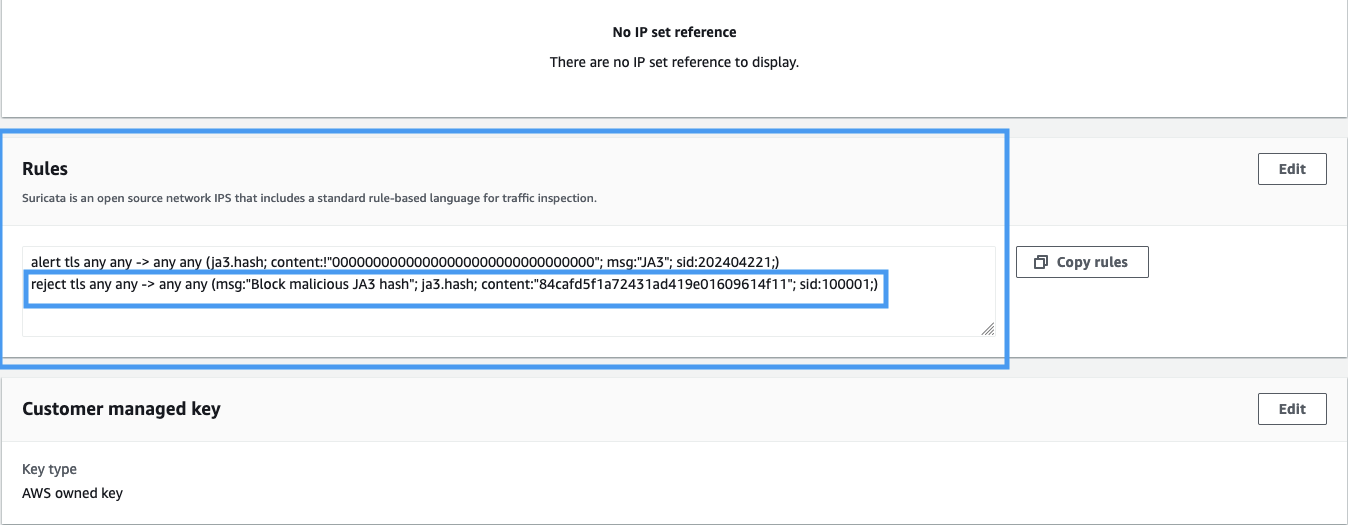 No IP set reference
There are no IP set reference to display.
Rules
Edit
Suricata is an open source network IPS that includes a standard rule-based language for traffic inspection.
alert tls any any -> any any (ja3.hash; content:!"00000000000000000000000000000000"; msg:"JA3"; sid:202404221;)
Copy rules
reject tls any any -> any any (msg:"Block malicious JA3 hash"; ja3.hash; content:"84cafd5f1a72431ad419e01609614f11"; sid:100001;)
Customer managed key
Edit
Key type
AWS owned key